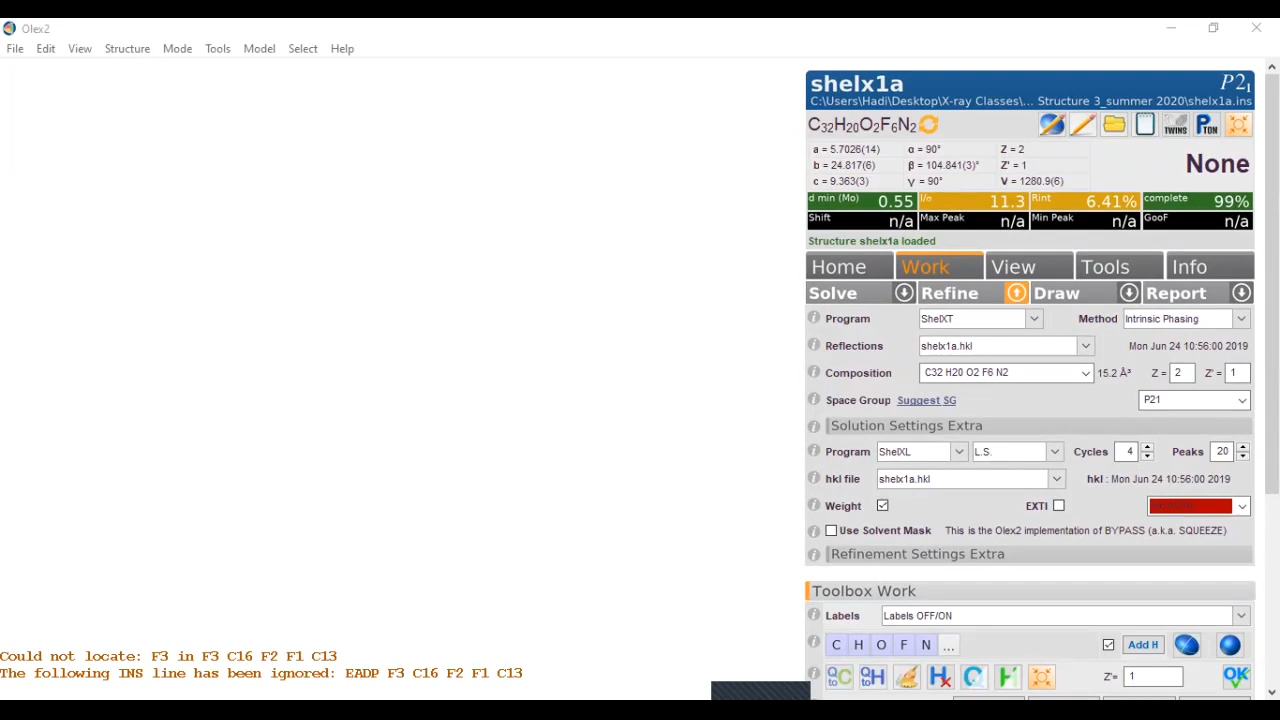 Olex2
File Edit View Structure Mode Tools Model Select Help
shelx1a P2₁
C:\Users\Hadi\Desktop\X-ray Classes\... Structure 3_summer 2020\shelx1a.ins
C₃₂H₂₀O₂F₆N₂ TWINS PTON
a = 5.7026(14) α = 90° Z = 2
b = 24.817(6) β = 104.841(3)° Z' = 1 None
c = 9.363(3) γ = 90° V = 1280.9(6)
d min (Mo) 0.55 I/σ 11.3 Rint 6.41% complete 99%
Shift n/a Max Peak n/a Min Peak n/a GooF n/a
Structure shelx1a loaded
Home Work View Tools Info
Solve Refine Draw Report
Program ShelXT Method Intrinsic Phasing
Reflections shelx1a.hkl Mon Jun 24 10:56:00 2019
Composition C32 H20 O2 F6 N2 15.2 Å³ Z = 2 Z' = 1
Space Group Suggest SG P21
Solution Settings Extra
Program ShelXL L.S. Cycles 4 Peaks 20
hkl file shelx1a.hkl hkl : Mon Jun 24 10:56:00 2019
Weight EXTI
Use Solvent Mask This is the Olex2 implementation of BYPASS (a.k.a. SQUEEZE)
Refinement Settings Extra
Toolbox Work
Labels Labels OFF/ON
C H O F N ... Add H
Q to C Q to H H H Z'= 1 OK
Could not locate: F3 in F3 C16 F2 F1 C13
The following INS line has been ignored: EADP F3 C16 F2 F1 C13